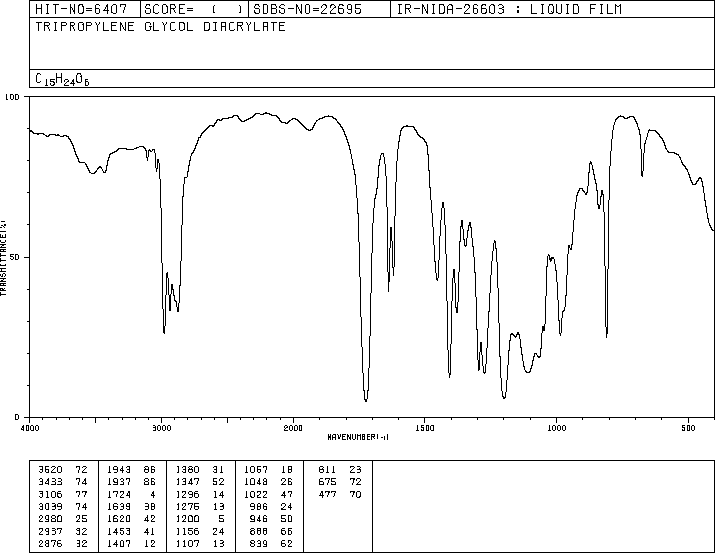 HIT-NO=6407 SCORE= ( ) SDBS-NO=22695 IR-NIDA-26603 : LIQUID FILM
TRIPROPYLENE GLYCOL DIACRYLATE
C15H24O6
100
50
0
TRANSMITTANCE(%)
4000 3000 2000 1500 1000 500
WAVENUMBER(-1)
3520 72 1943 86 1380 31 1067 18 811 23
3433 74 1937 86 1347 52 1048 26 675 72
3106 77 1724 4 1296 14 1022 47 477 70
3039 74 1639 38 1275 13 986 24
2980 25 1620 42 1200 5 946 50
2937 32 1453 41 1156 24 888 66
2876 32 1407 12 1107 13 839 62